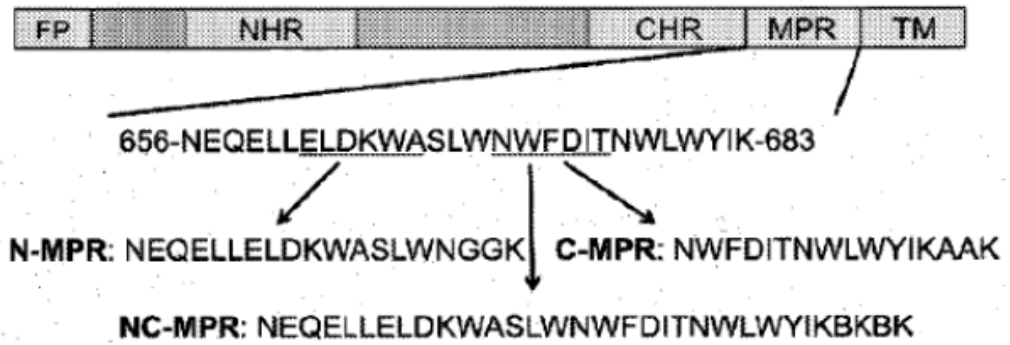 FP NHR CHR MPR TM
656-NEQELLELDKWASLWNWFDITNWLWYIK-683
N-MPR: NEQELLELDKWASLWNGGK C-MPR: NWFDITNWLWYIKAAK
NC-MPR: NEQELLELDKWASLWNWFDITNWLWYIKBKBK